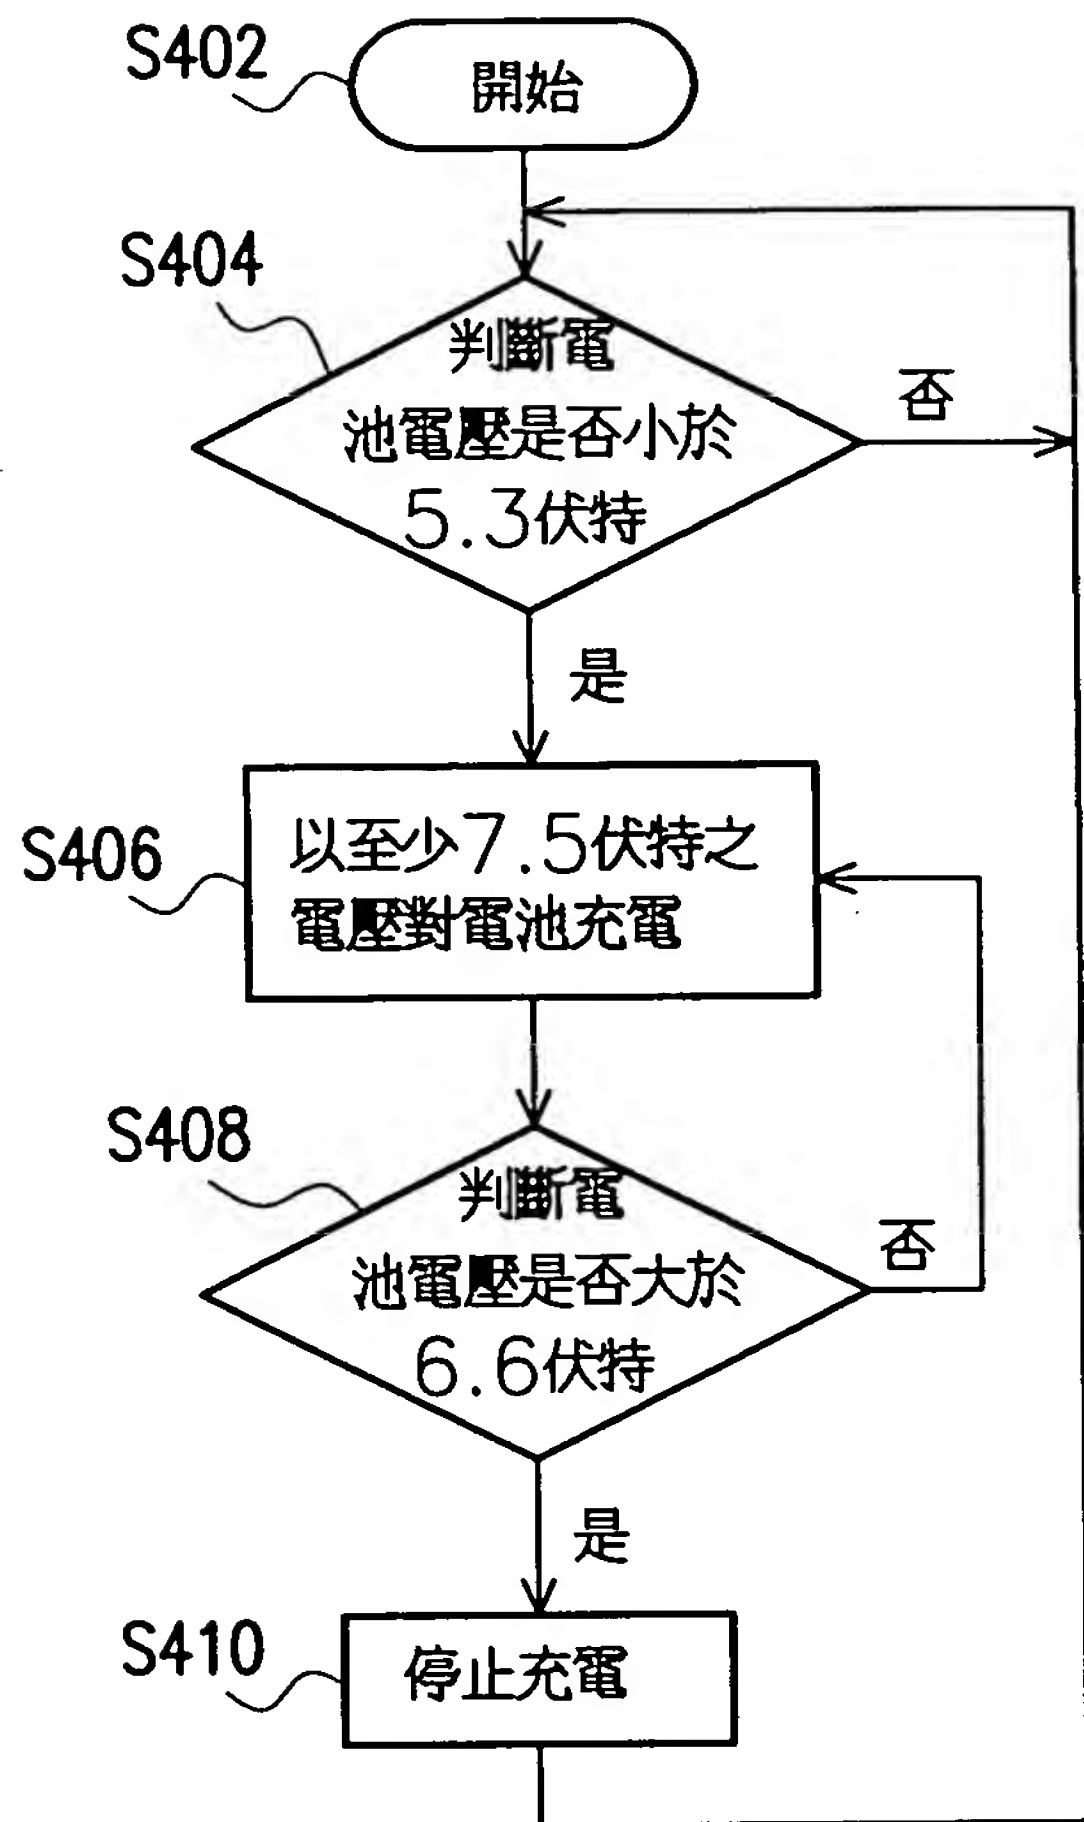 S402
開始
S404
判斷電
池電壓是否小於
5.3伏特
否
是
S406
以至少7.5伏特之
電壓對電池充電
S408
判斷電
池電壓是否大於
6.6伏特
否
是
S410
停止充電